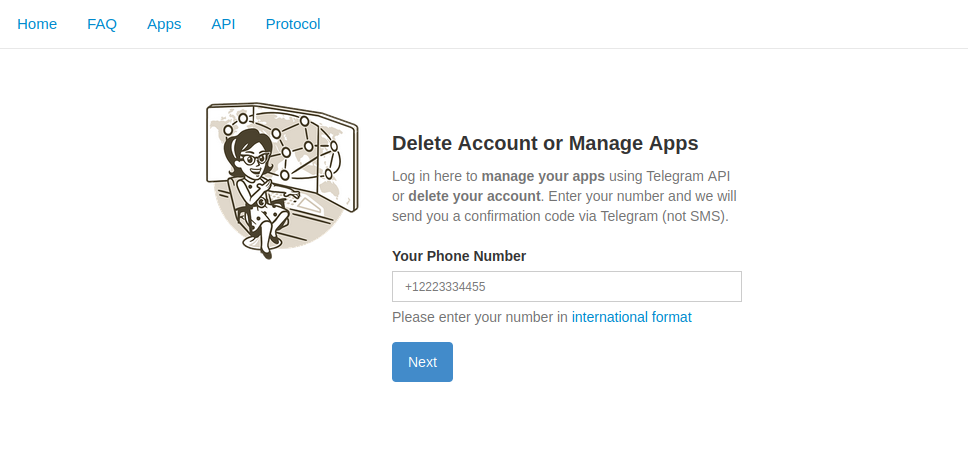 Home FAQ Apps API Protocol
Delete Account or Manage Apps
Log in here to manage your apps using Telegram API
or delete your account. Enter your number and we will
send you a confirmation code via Telegram (not SMS).
Your Phone Number
+12223334455
Please enter your number in international format
Next